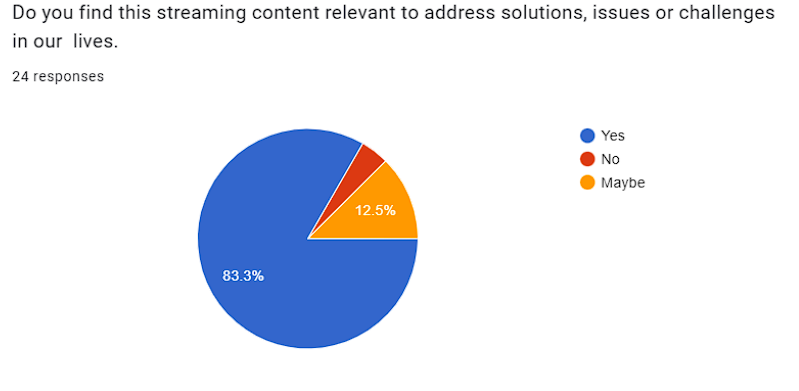 Do you find this streaming content relevant to address solutions, issues or challenges
in our  lives.
24 responses
Yes
No
Maybe
12.5%
83.3%